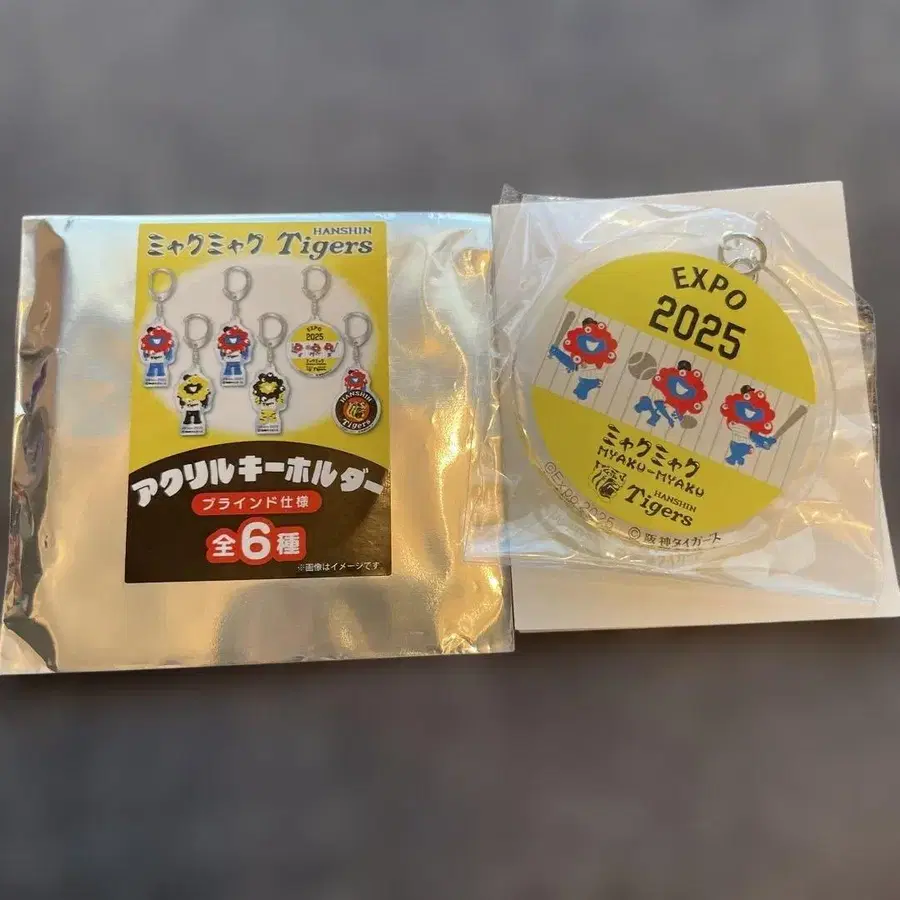 ミャクミャク HANSHIN Tigers
EXPO
2025
HANSHIN
Tigers
アクリルキーホルダー
ブラインド仕様
全6種
※画像はイメージです
EXPO
2025
ミャクミャク
MYAKU-MYAKU
HANSHIN
Tigers
©Expo 2025
© 阪神タイガース